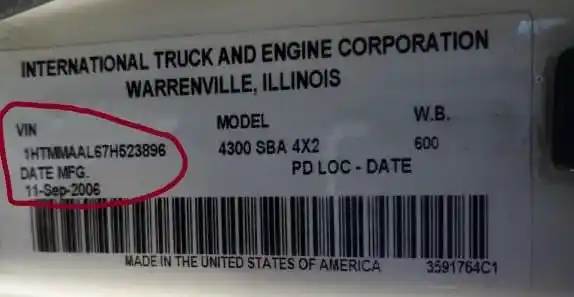 INTERNATIONAL TRUCK AND ENGINE CORPORATION
WARRENVILLE, ILLINOIS
VIN MODEL W.B.
1HTMMAAL67H523896 4300 SBA 4X2 600
DATE MFG. PD LOC - DATE
11-Sep-2006
MADE IN THE UNITED STATES OF AMERICA 3591764C1